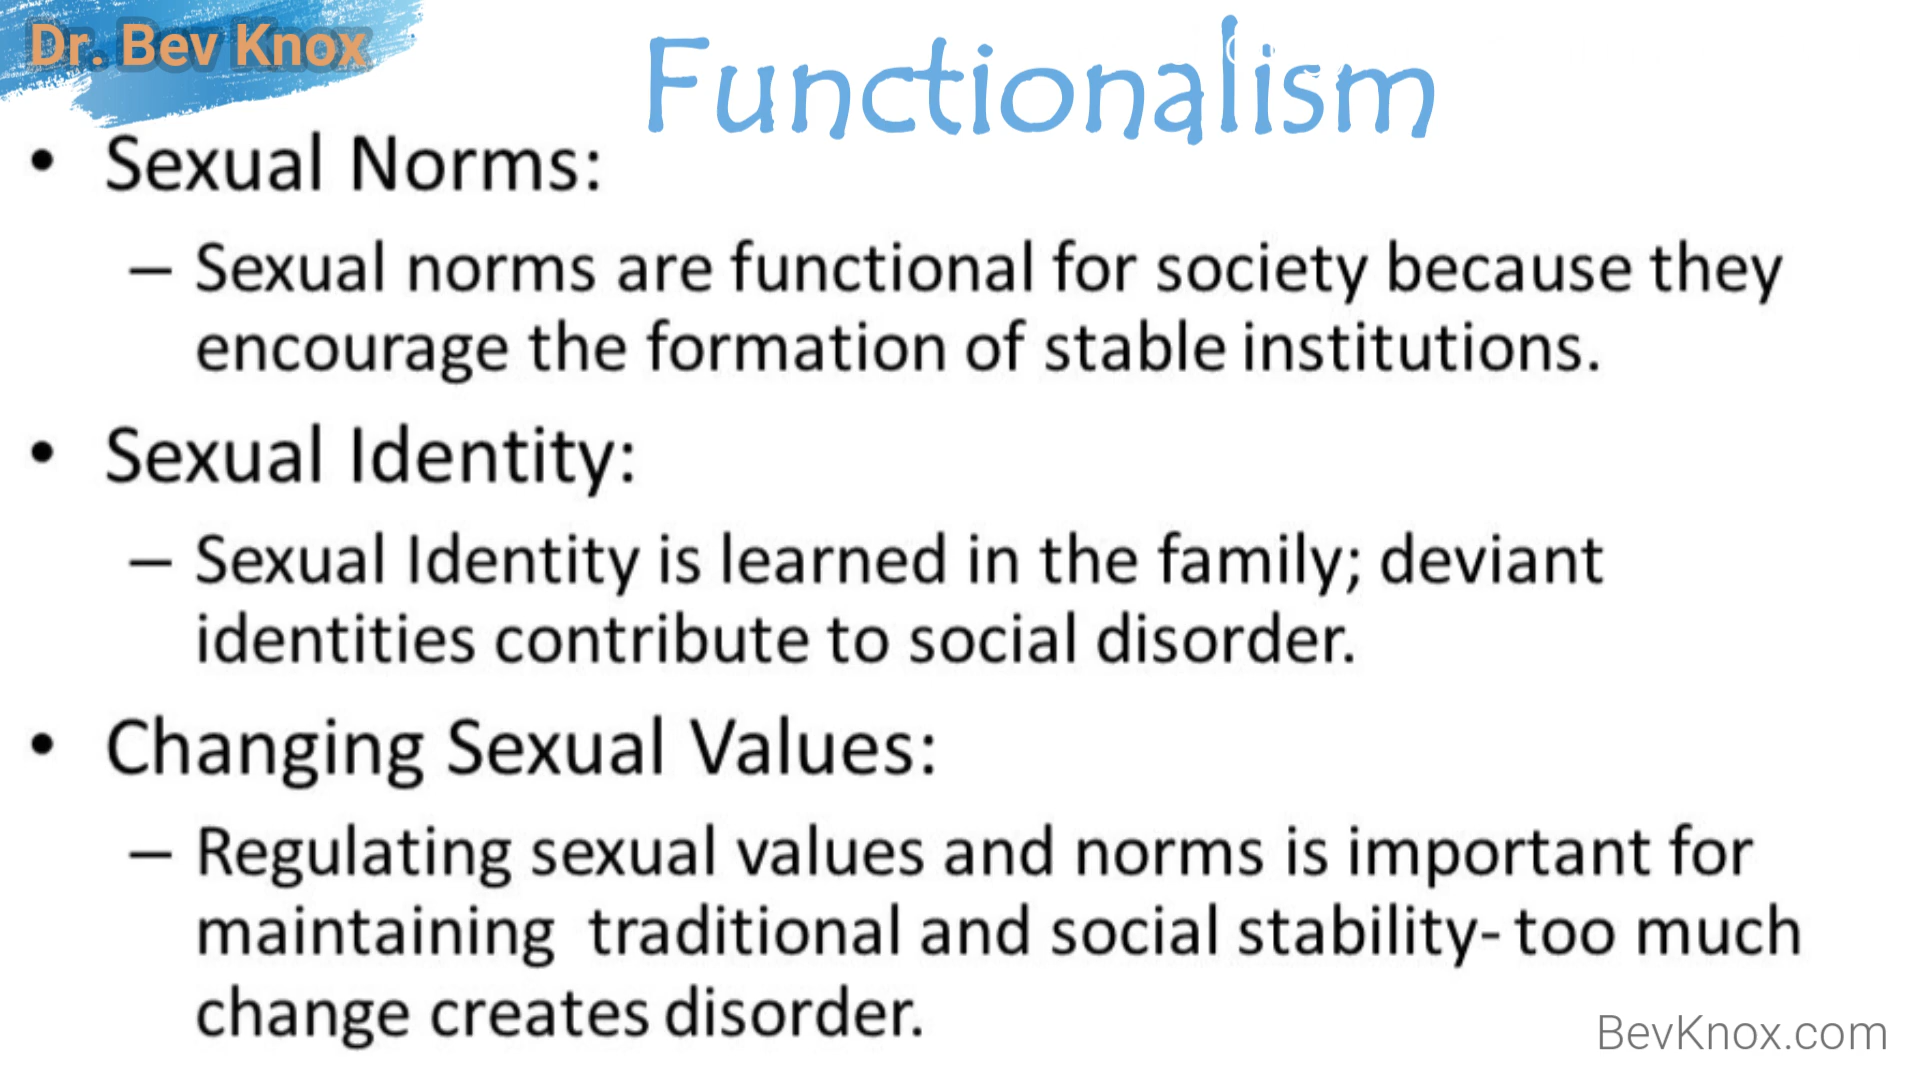 Dr. Bev Knox
Functionalism
• Sexual Norms:
– Sexual norms are functional for society because they
encourage the formation of stable institutions.
• Sexual Identity:
– Sexual Identity is learned in the family; deviant
identities contribute to social disorder.
• Changing Sexual Values:
– Regulating sexual values and norms is important for
maintaining  traditional and social stability- too much
change creates disorder.
BevKnox.com